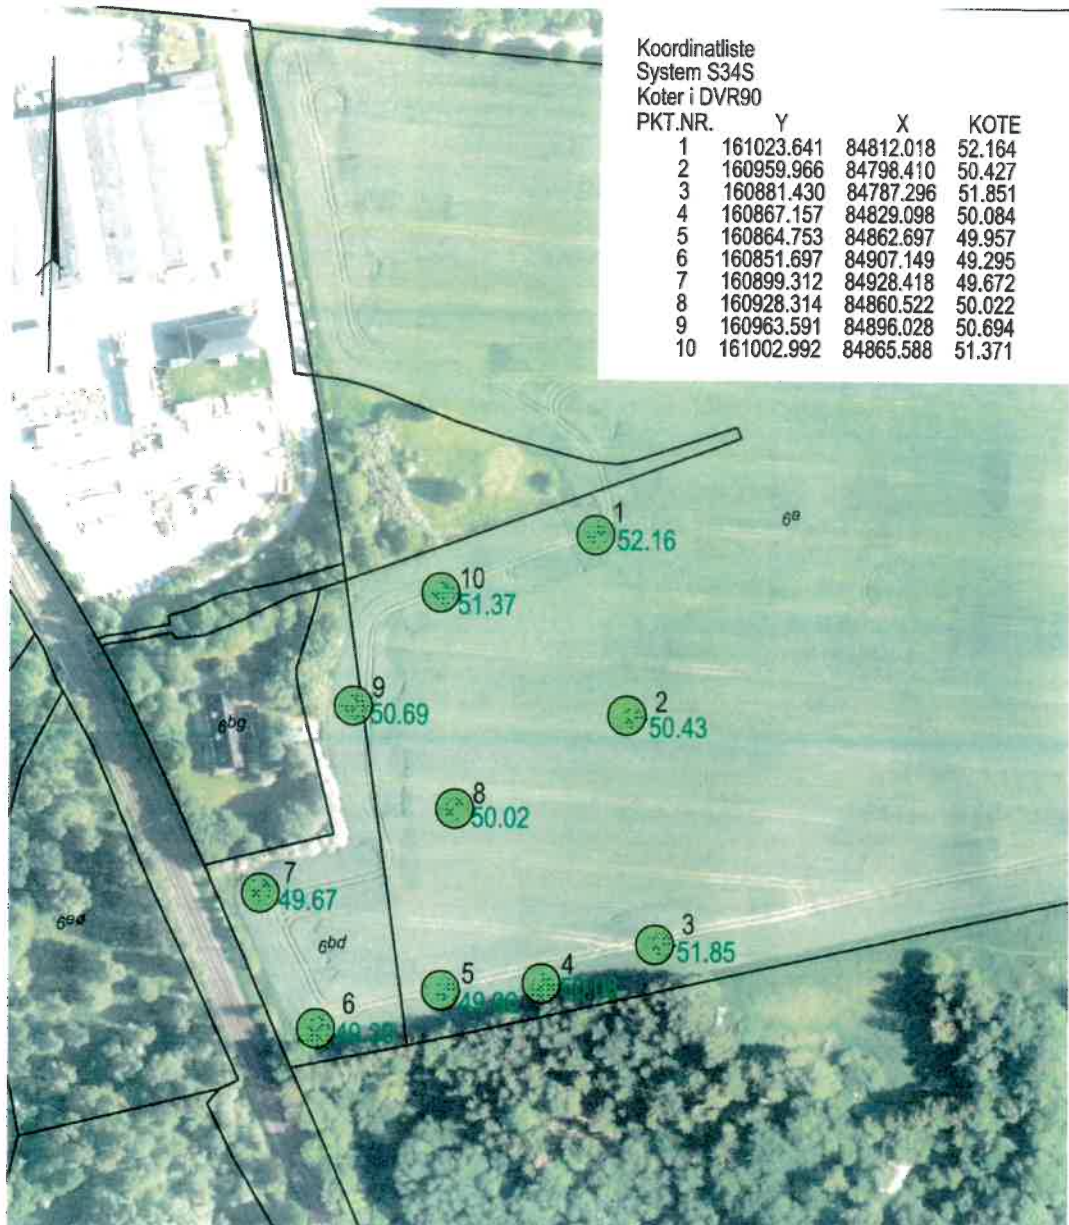 Koordinatliste
System S34S
Koter i DVR90
PKT.NR. Y X KOTE
1 161023.641 84812.018 52.164
2 160959.966 84798.410 50.427
3 160881.430 84787.296 51.851
4 160867.157 84829.098 50.084
5 160864.753 84862.697 49.957
6 160851.697 84907.149 49.295
7 160899.312 84928.418 49.672
8 160928.314 84860.522 50.022
9 160963.591 84896.028 50.694
10 161002.992 84865.588 51.371
1
52.16
6a
10
51.37
9
50.69
2
50.43
6bg
8
50.02
7
49.67
6bd
3
51.85
4
5
6